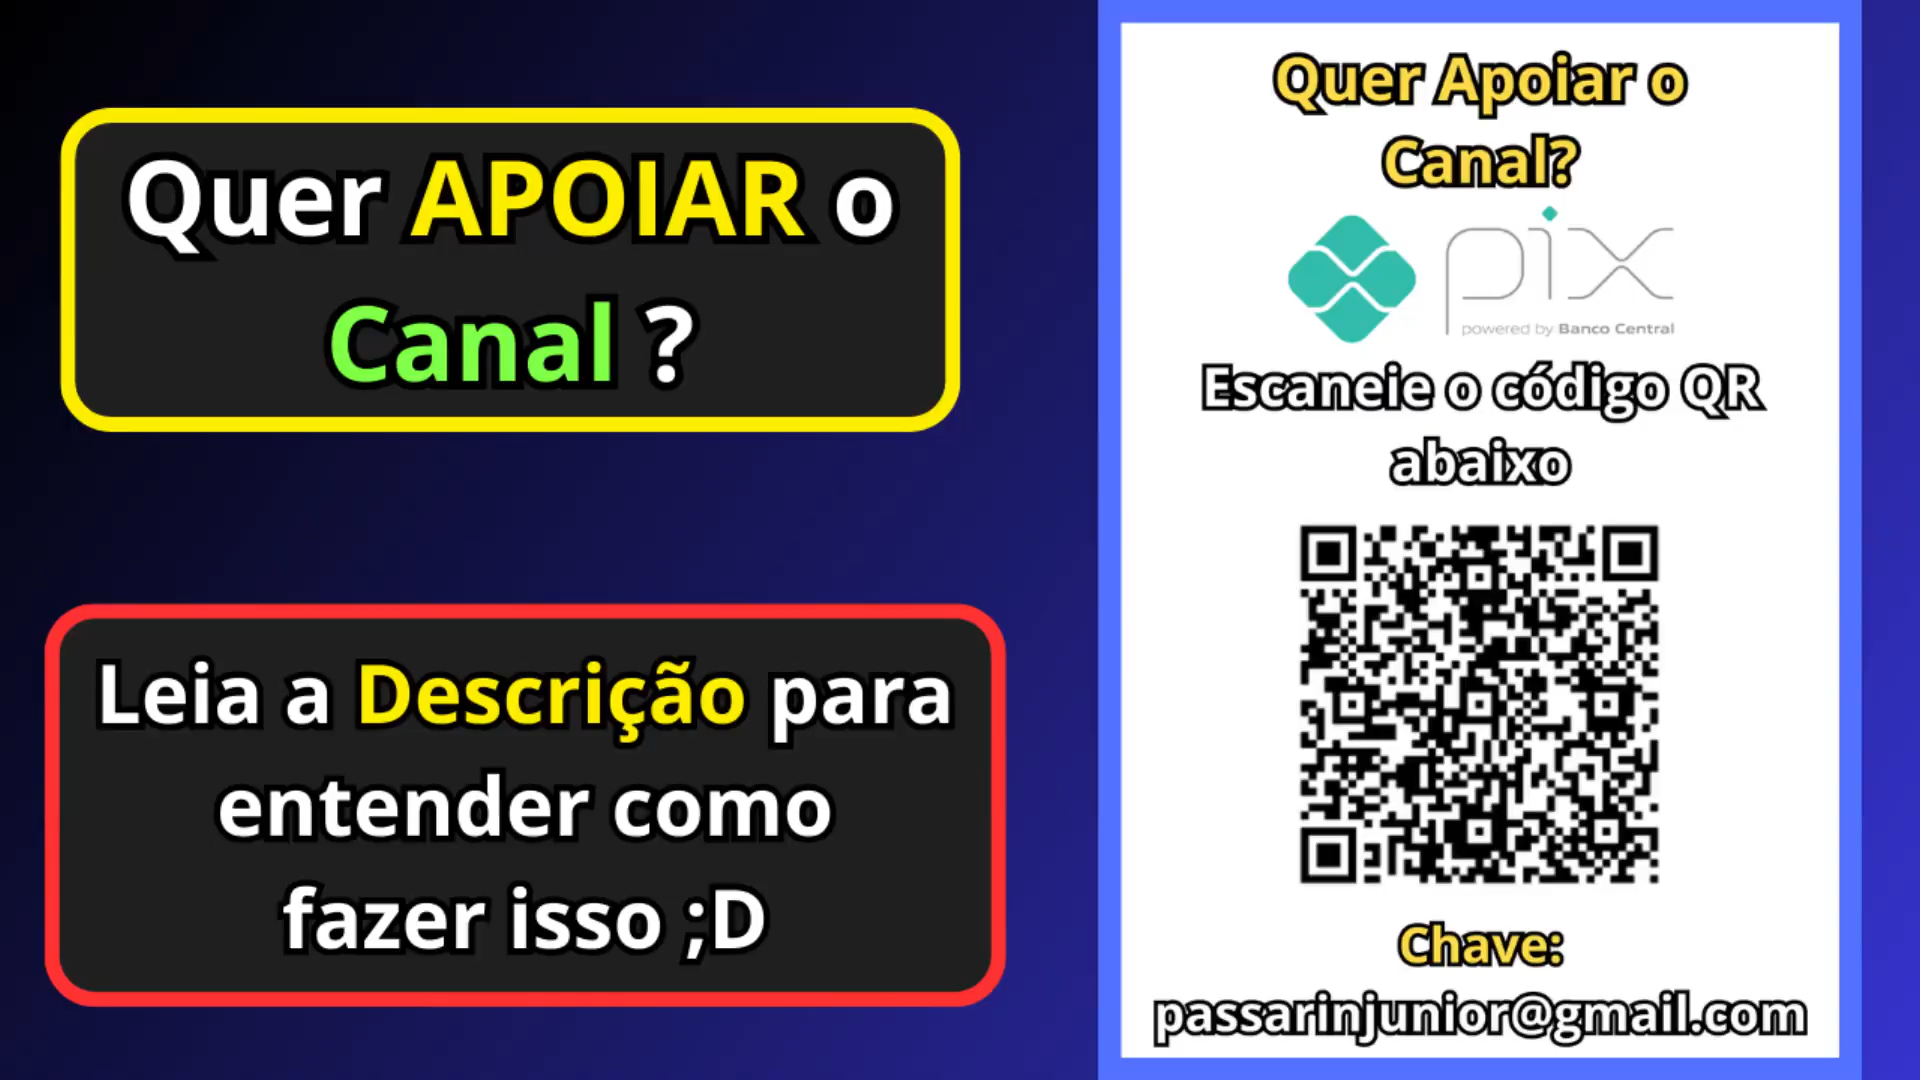 Quer APOIAR o
Canal ?
Leia a Descrição para
entender como
fazer isso ;D
Quer Apoiar o
Canal?
pix
powered by Banco Central
Escaneie o código QR
abaixo
Chave:
passarinjunior@gmail.com